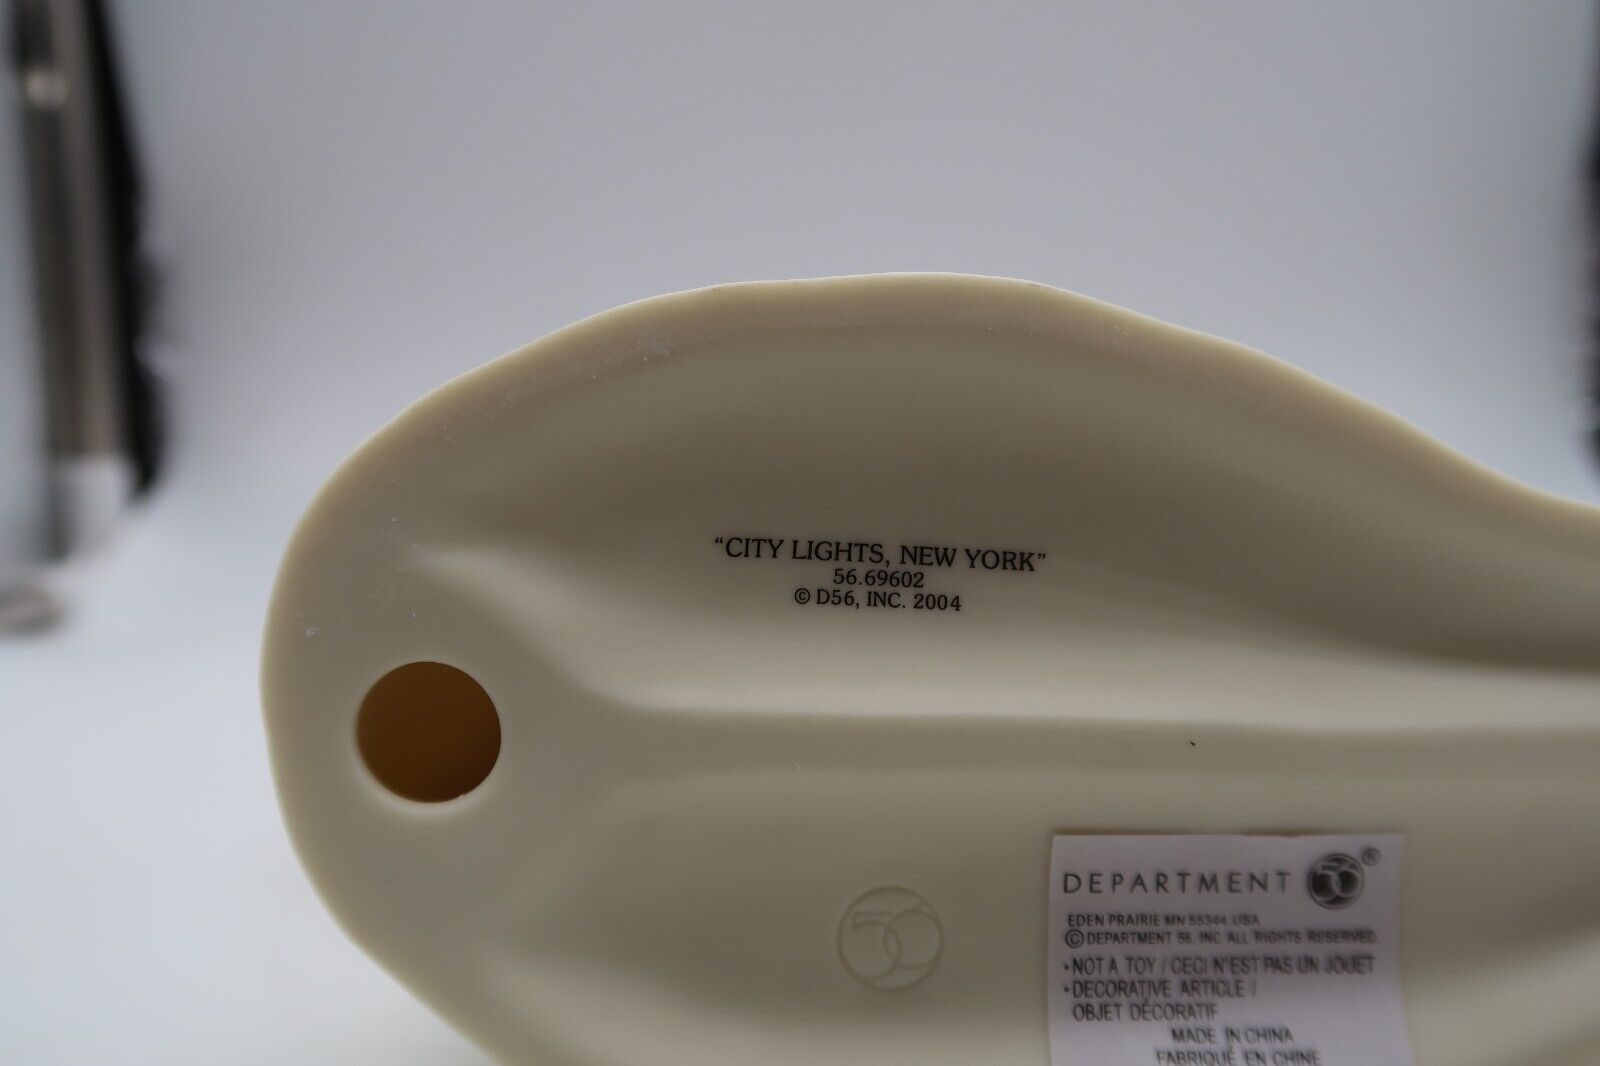 “CITY LIGHTS, NEW YORK”
56.69602
© D56, INC. 2004
56
DEPARTMENT 56®
EDEN PRAIRIE MN 55344 USA
© DEPARTMENT 56, INC ALL RIGHTS RESERVED.
• NOT A TOY / CECI N'EST PAS UN JOUET
• DECORATIVE ARTICLE /
OBJET DÉCORATIF
MADE IN CHINA
FABRIQUÉ EN CHINE